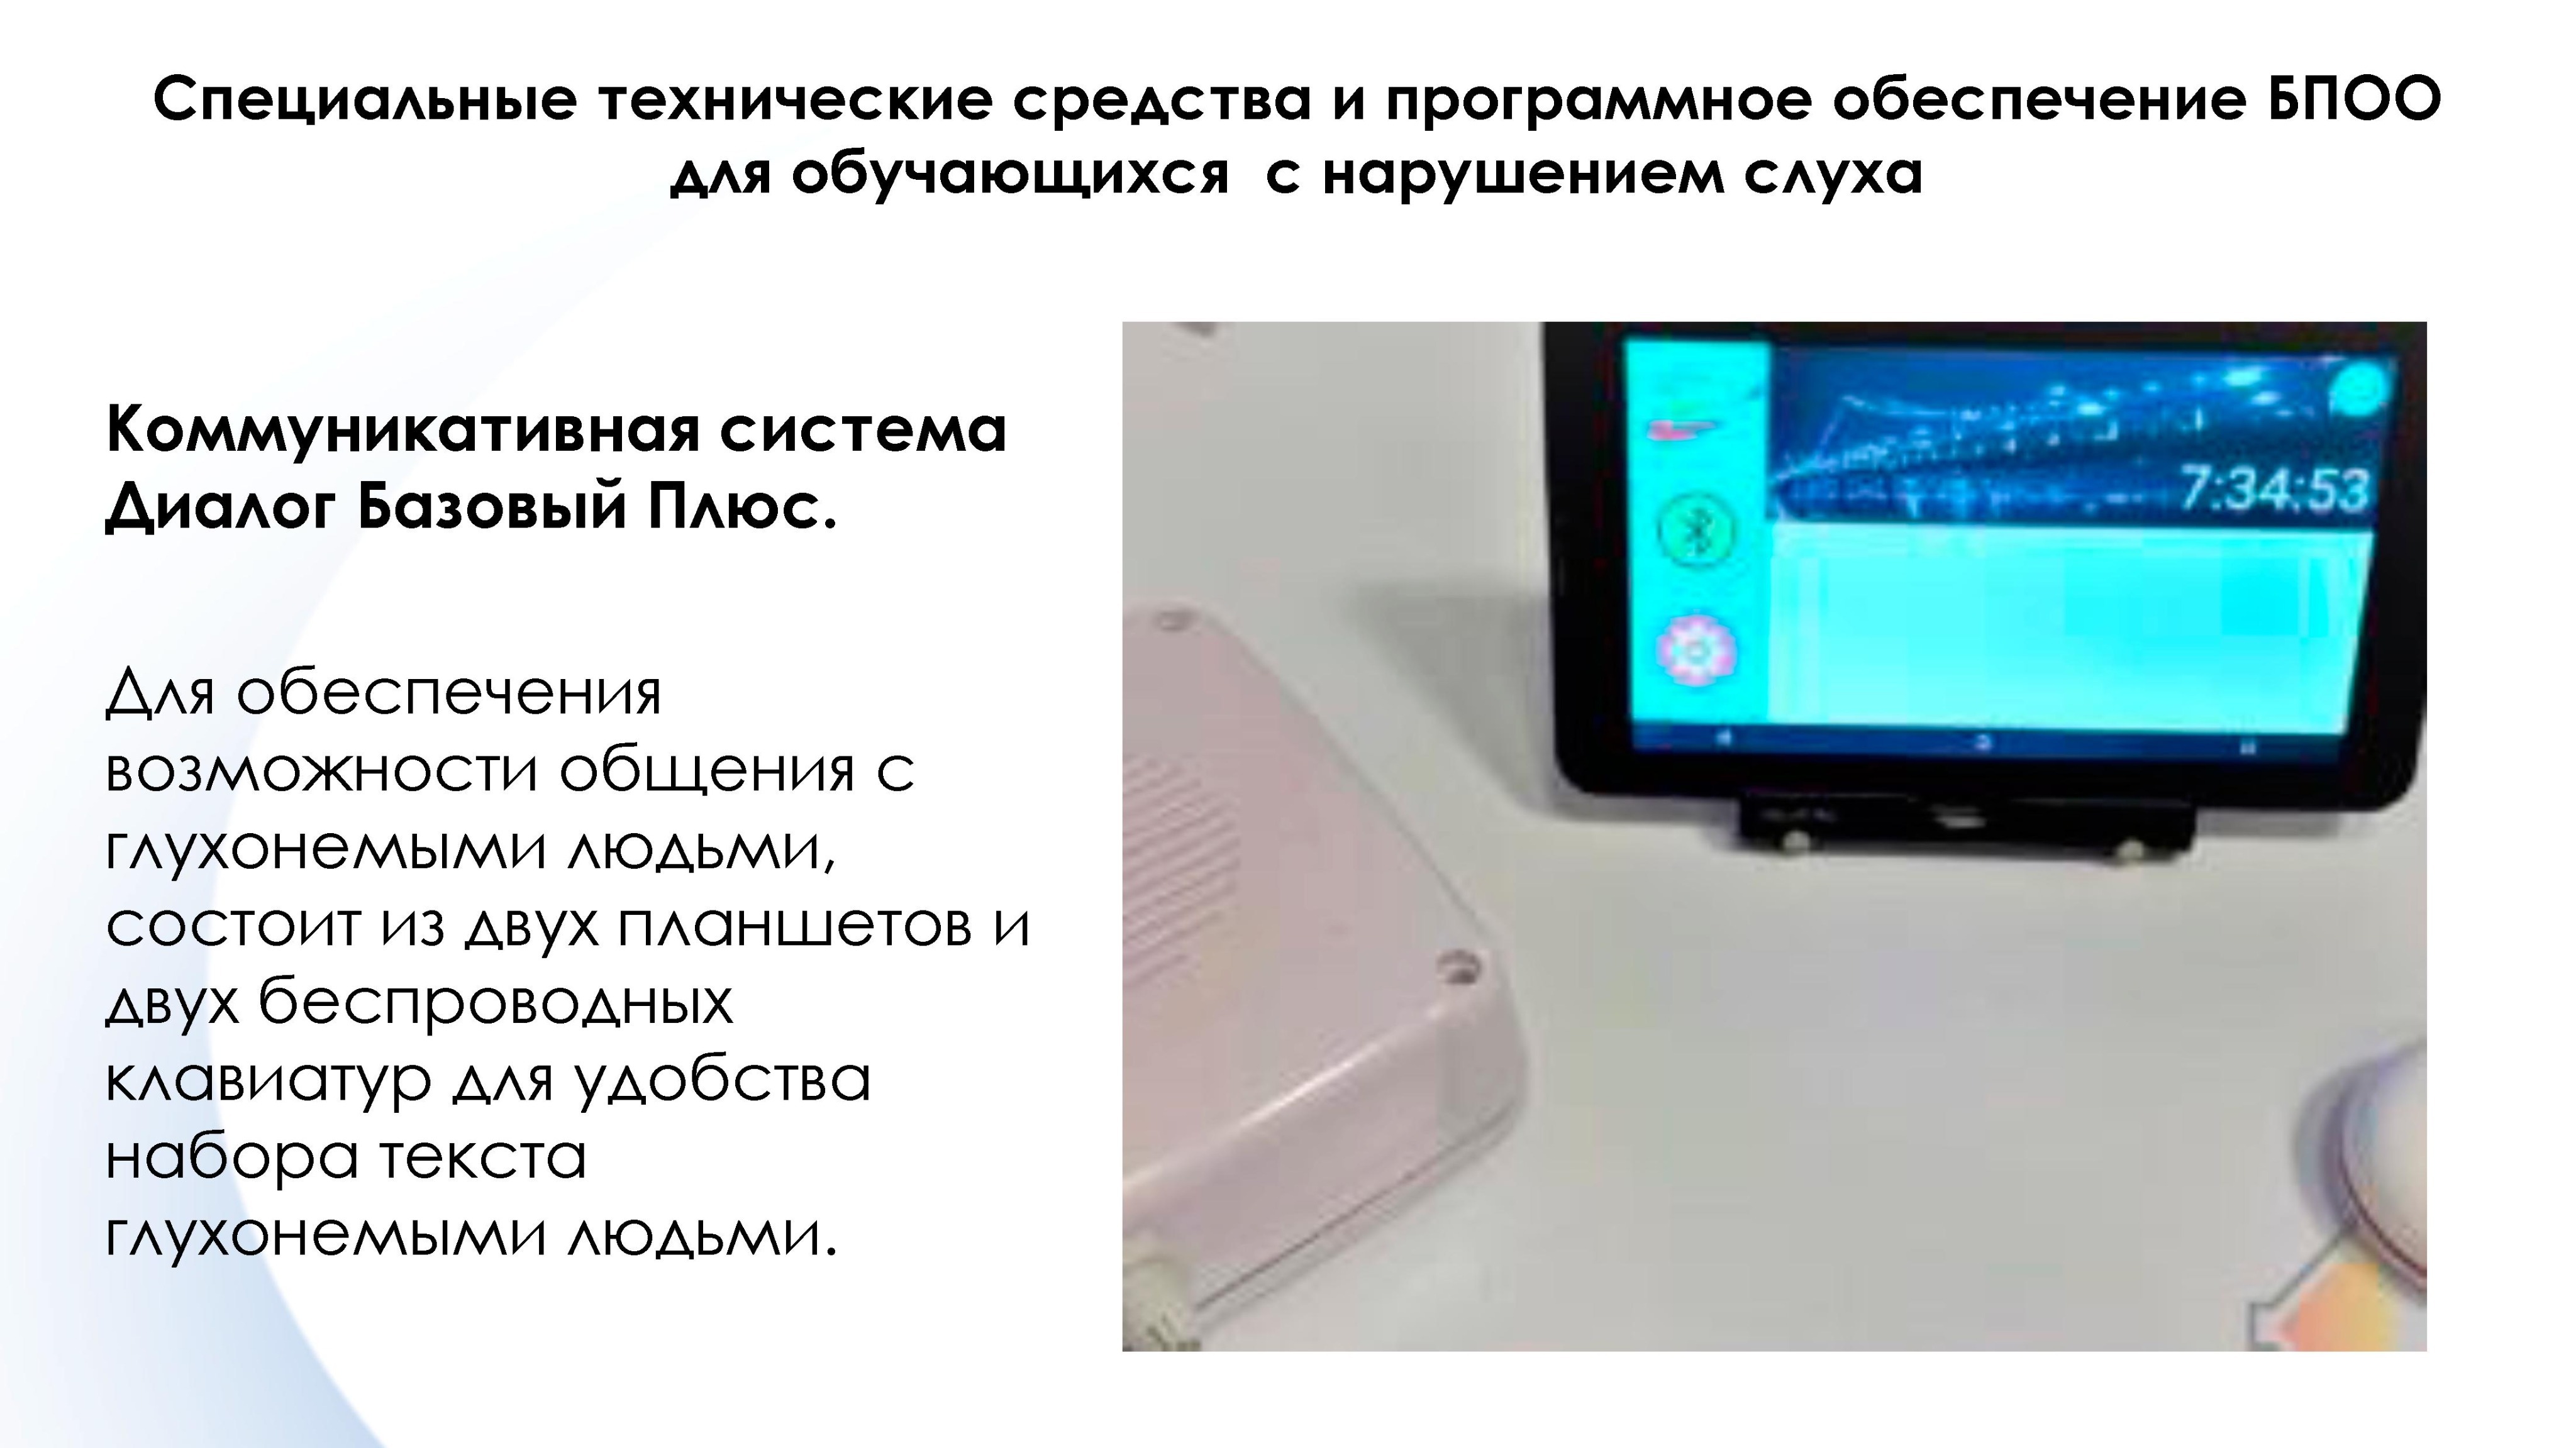 Специальные технические средства и программное обеспечение БПОО
для обучающихся с нарушением слуха
Коммуникативная система
Диалог Базовый Плюс.
Для обеспечения
возможности общения с
глухонемыми людьми,
состоит из двух планшетов и
двух беспроводных
клавиатур для удобства
набора текста
глухонемыми людьми.
7:34:53